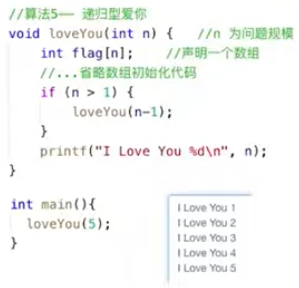 //算法5—— 递归型爱你
void loveYou(int n) {   //n 为问题规模
    int flag[n];    //声明一个数组
    //...省略数组初始化代码
    if (n > 1) {
        loveYou(n-1);
    }
    printf("I Love You %d\n", n);
}
int main(){
  loveYou(5);
}
I Love You 1
I Love You 2
I Love You 3
I Love You 4
I Love You 5